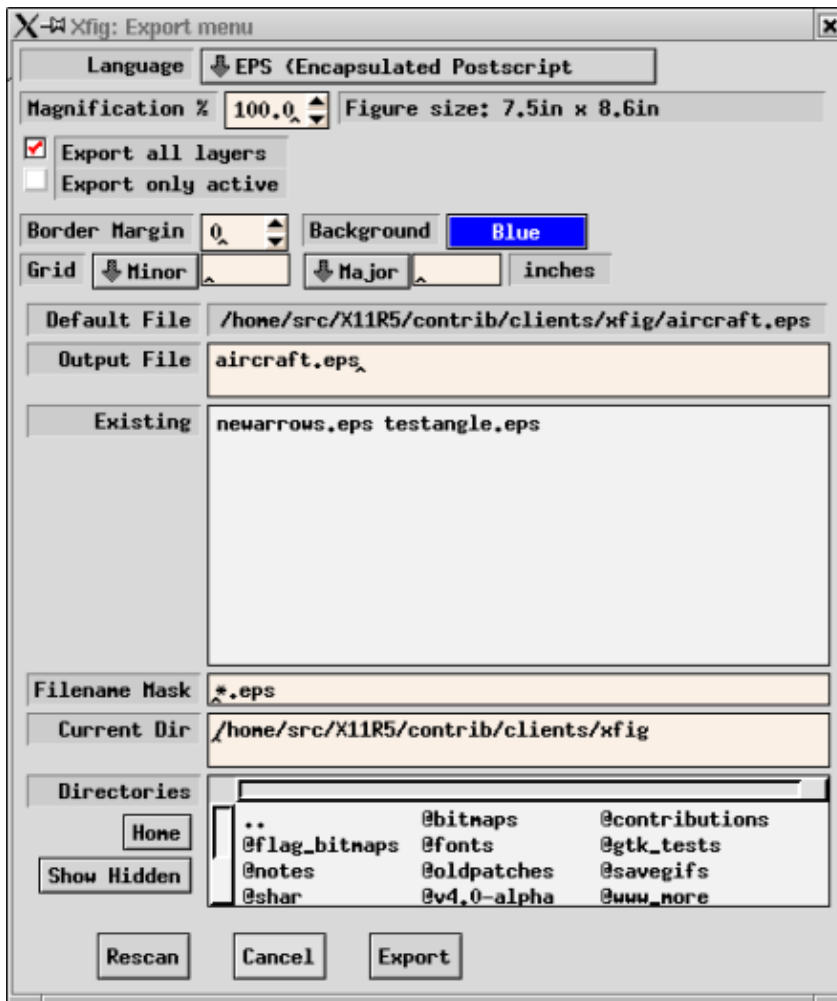 Xfig: Export menu
Language EPS (Encapsulated Postscript
Magnification % 100.0 Figure size: 7.5in x 8.6in
Export all layers
Export only active
Border Margin 0 Background Blue
Grid Minor Major inches
Default File /home/src/X11R5/contrib/clients/xfig/aircraft.eps
Output File aircraft.eps
Existing newarrows.eps testangle.eps
Filename Mask *.eps
Current Dir /home/src/X11R5/contrib/clients/xfig
Directories
Home .. @bitmaps @contributions
@flag_bitmaps @fonts @gtk_tests
Show Hidden @notes @oldpatches @savegifs
@shar @v4.0-alpha @www_more
Rescan Cancel Export